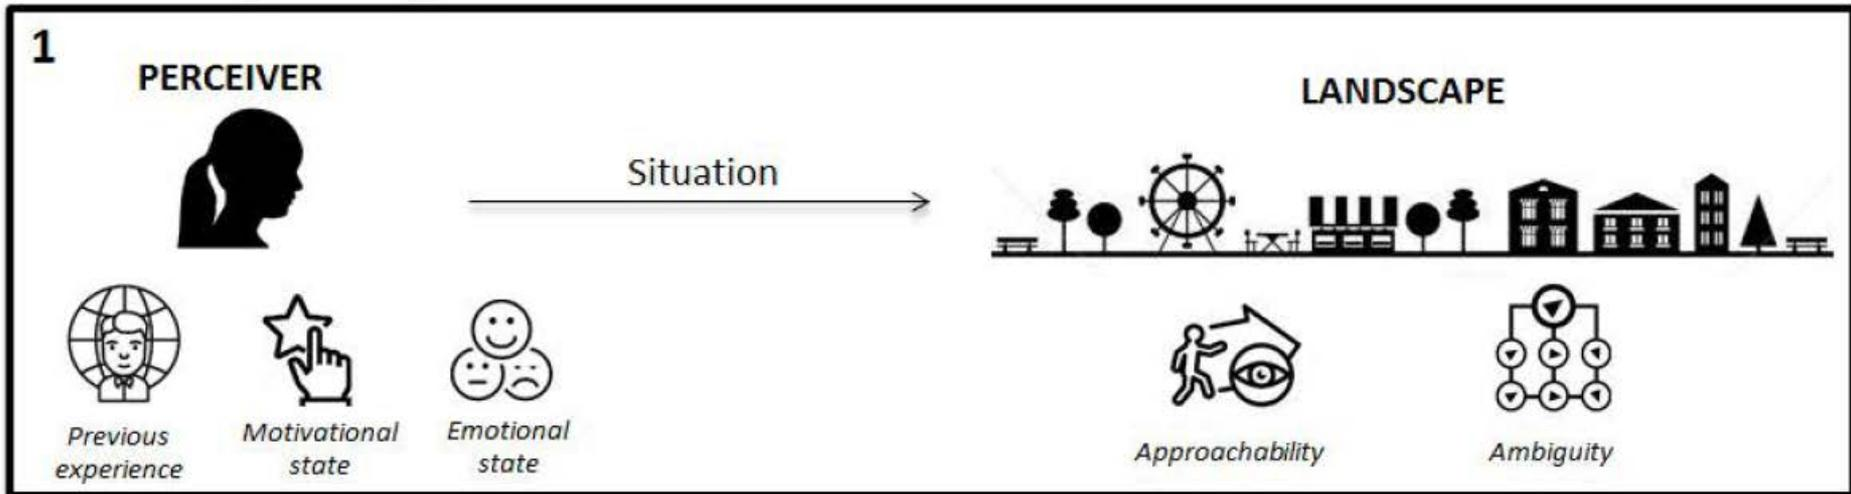 1
PERCEIVER
LANDSCAPE
Situation
Previous
experience
Motivational
state
Emotional
state
Approachability
Ambiguity